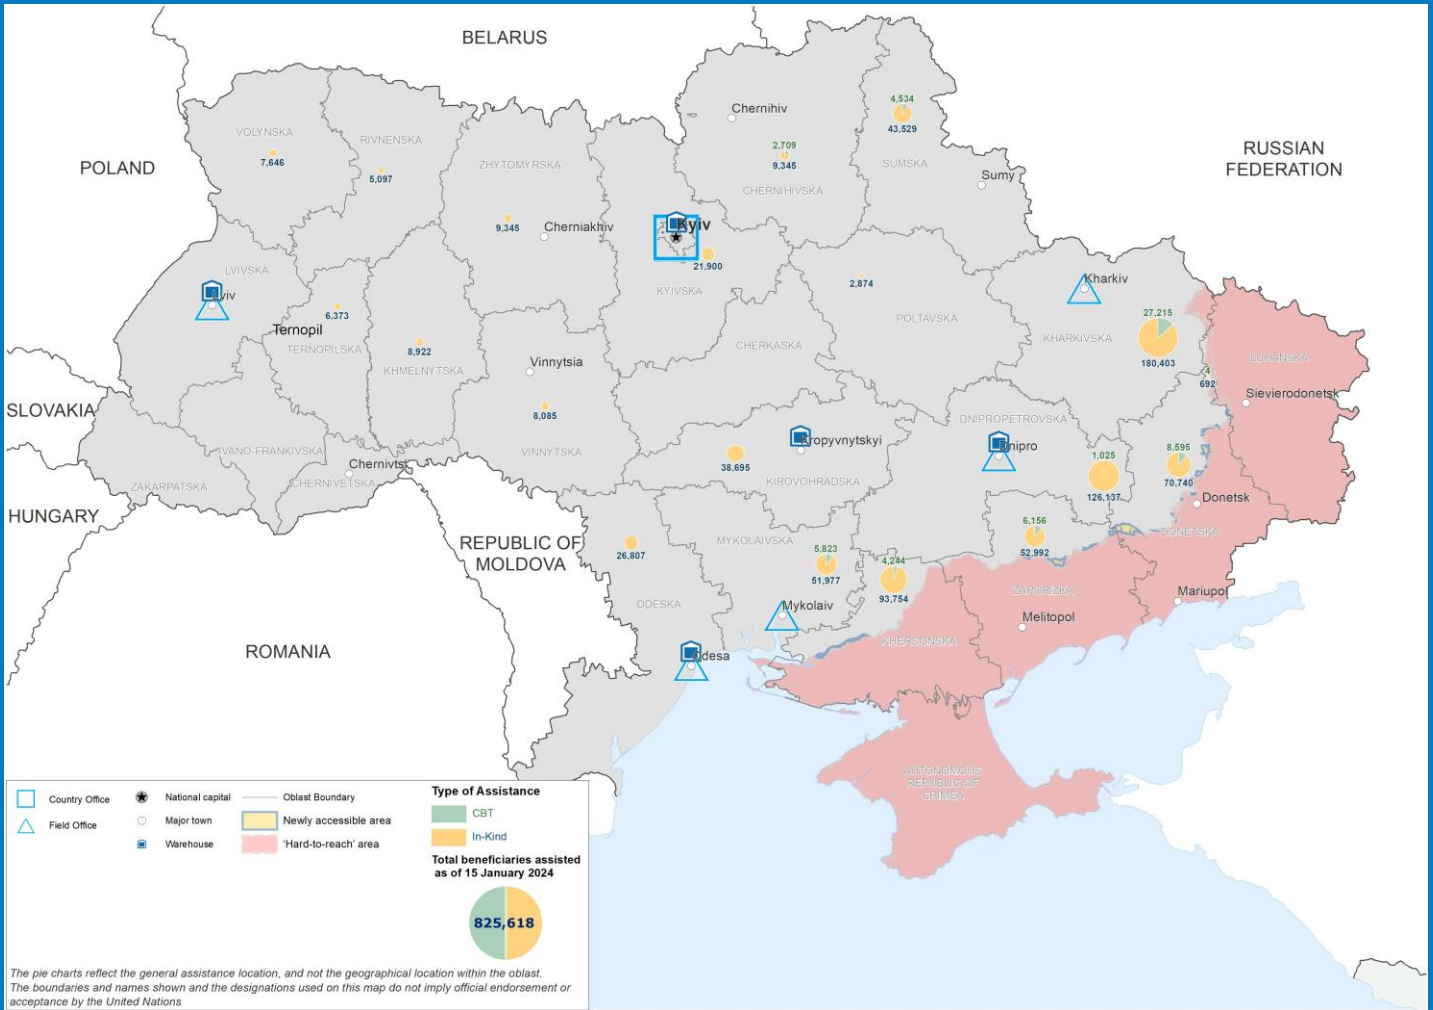 BELARUS
POLAND
RUSSIAN
FEDERATION
SLOVAKIA
HUNGARY
REPUBLIC OF
MOLDOVA
ROMANIA
VOLYNSKA
7,646
RIVNENSKA
5,097
ZHYTOMYRSKA
9,345
Cherniakhiv
Kyiv
21,900
KYIVSKA
Chernihiv
2,709
9,345
CHERNIHIVSKA
4,534
43,529
SUMSKA
Sumy
LVIVSKA
Lviv
6,373
Ternopil
TERNOPILSKA
8,922
KHMELNYTSKA
Vinnytsia
8,085
VINNYTSKA
CHERKASKA
2,874
POLTAVSKA
Kharkiv
27,215
KHARKIVSKA
180,403
4
692
LUHANSKA
Sievierodonetsk
ZAKARPATSKA
IVANO-FRANKIVSKA
Chernivtsi
CHERNIVETSKA
Kropyvnytskyi
38,695
KIROVOHRADSKA
DNIPROPETROVSKA
Dnipro
1,025
126,137
8,595
70,740
Donetsk
DONETSKA
26,807
ODESKA
MYKOLAIVSKA
5,823
51,977
4,244
93,754
6,156
52,992
ZAPORIZKA
Mariupol
Melitopol
Mykolaiv
KHERSONSKA
Odesa
AUTONOMOUS
REPUBLIC OF
CRIMEA
Country Office
Field Office
National capital
Major town
Warehouse
Oblast Boundary
Newly accessible area
'Hard-to-reach' area
Type of Assistance
CBT
In-Kind
Total beneficiaries assisted
as of 15 January 2024
825,618
The pie charts reflect the general assistance location, and not the geographical location within the oblast.
The boundaries and names shown and the designations used on this map do not imply official endorsement or
acceptance by the United Nations